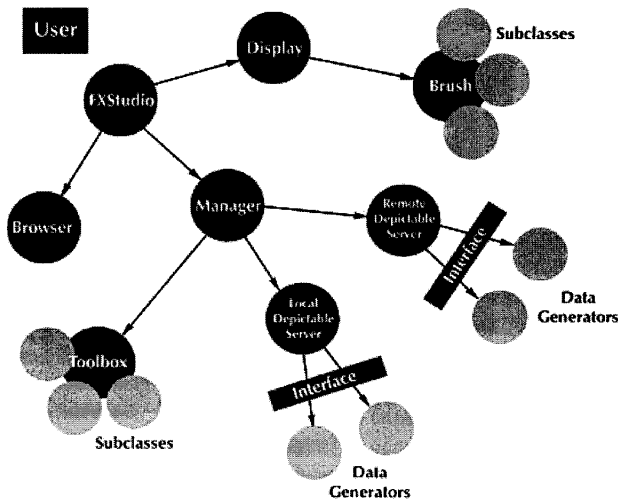 User
Display
Subclasses
Brush
FXStudio
Browser
Manager
Remote
Depictable
Server
Interface
Data
Generators
Local
Depictable
Server
Toolbox
Interface
Subclasses
Data
Generators